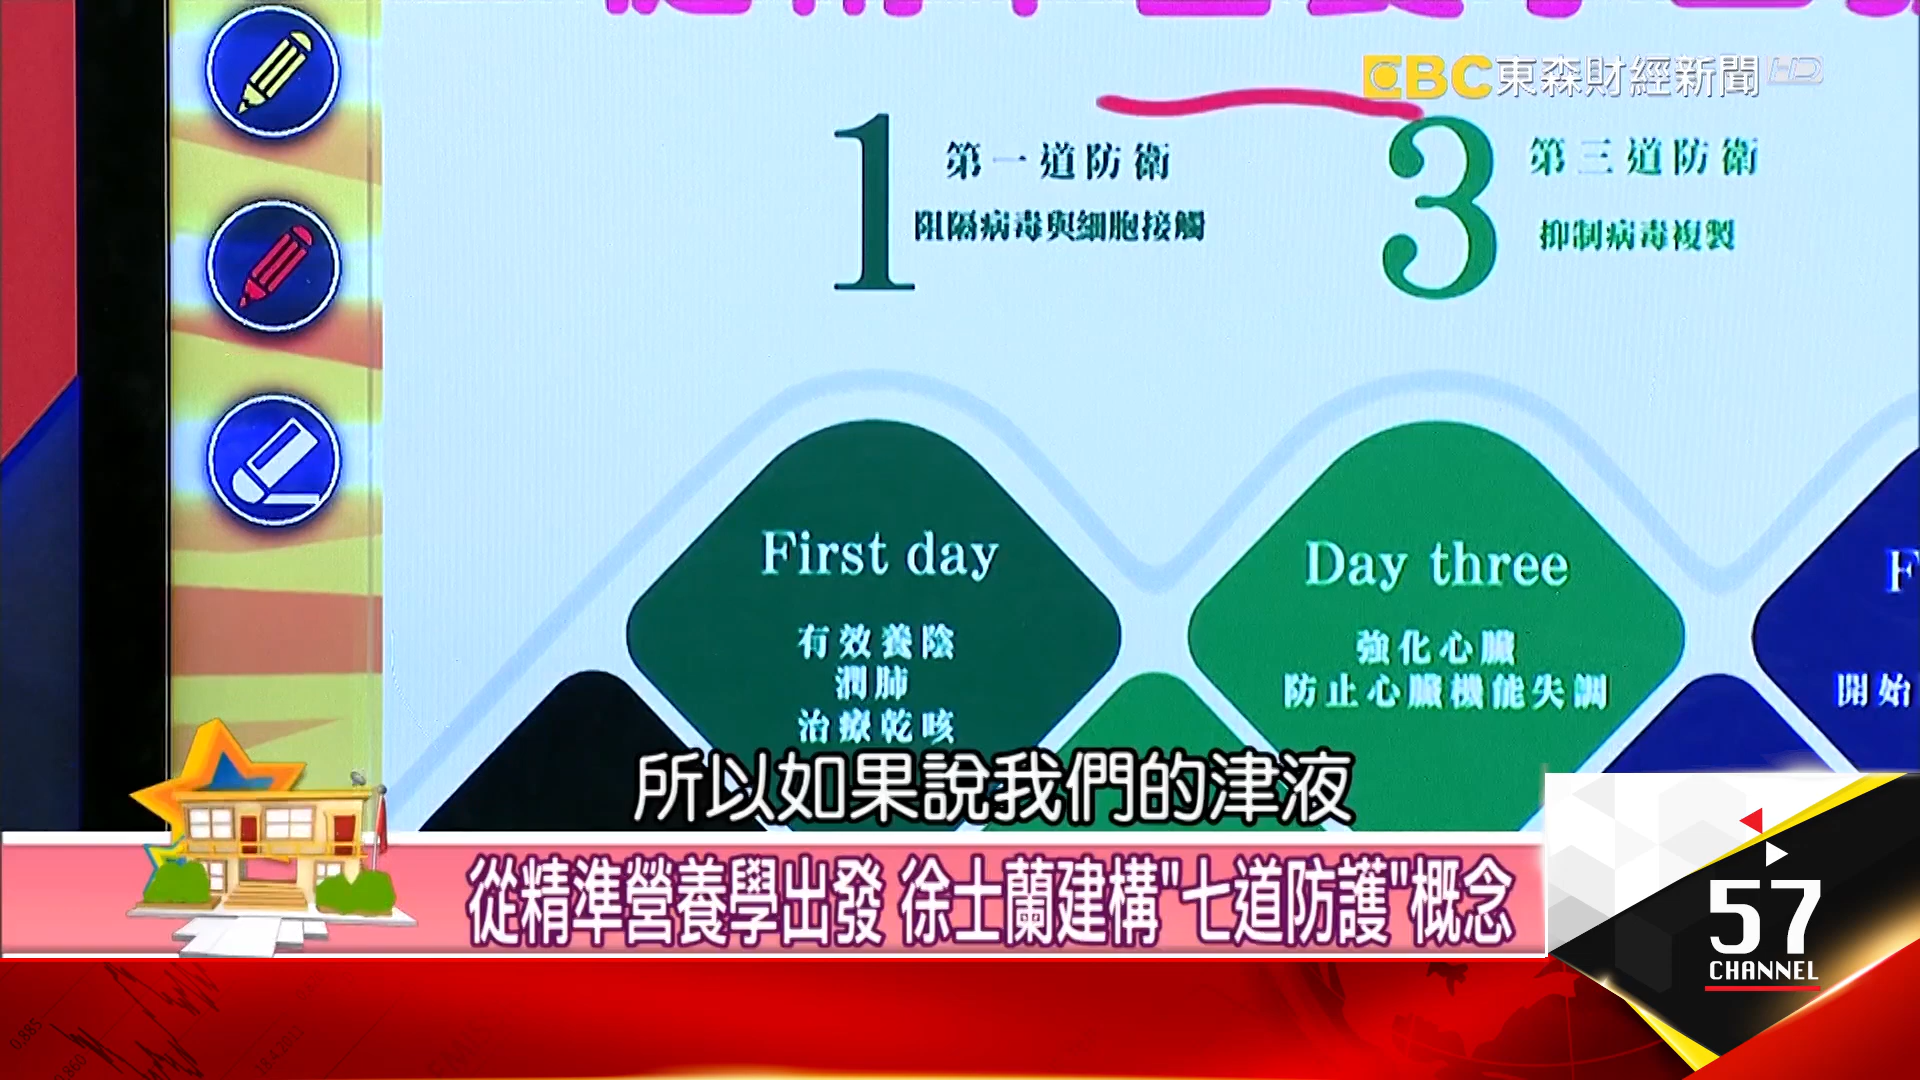 EBC 東森財經新聞 HD
1
第一道防衛
阻隔病毒與細胞接觸
3
第三道防衛
抑制病毒複製
First day
有效養陰
潤肺
治療乾咳
Day three
強化心臟
防止心臟機能失調
F
開始
所以如果說我們的津液
從精準營養學出發 徐士蘭建構"七道防護"概念
57
CHANNEL